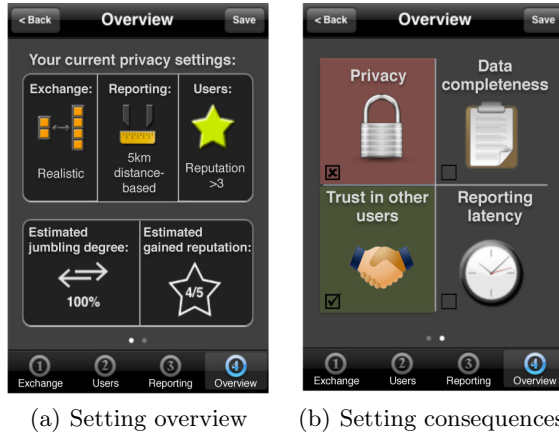 < Back Overview Save
Your current privacy settings:
Exchange: Reporting: Users:
Realistic
5km
distance-
based
Reputation
>3
Estimated
jumbling degree:
100%
Estimated
gained reputation:
4/5
1 2 3 4
Exchange Users Reporting Overview
(a) Setting overview
< Back Overview Save
Privacy
Data
completeness
Trust in other
users
Reporting
latency
1 2 3 4
Exchange Users Reporting Overview
(b) Setting consequences